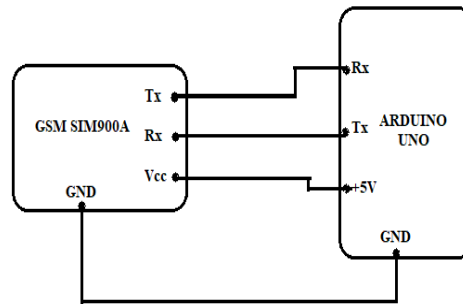 Tx
GSM SIM900A
Rx
Vcc
GND
Rx
Tx
ARDUINO
UNO
+5V
GND